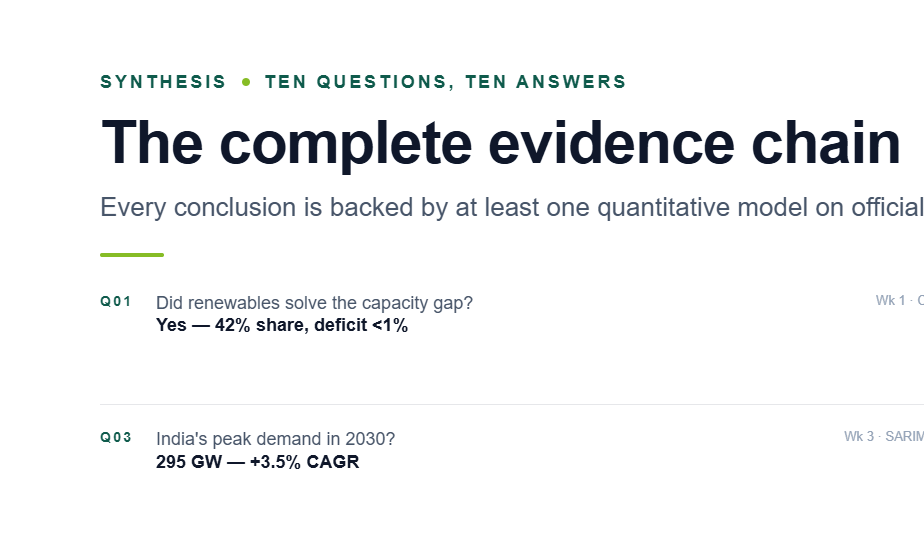 SYNTHESIS • TEN QUESTIONS, TEN ANSWERS
The complete evidence chain
Every conclusion is backed by at least one quantitative model on official
Q01 Did renewables solve the capacity gap? Wk 1 ·
Yes — 42% share, deficit <1%
Q03 India's peak demand in 2030? Wk 3 · SARIM
295 GW — +3.5% CAGR